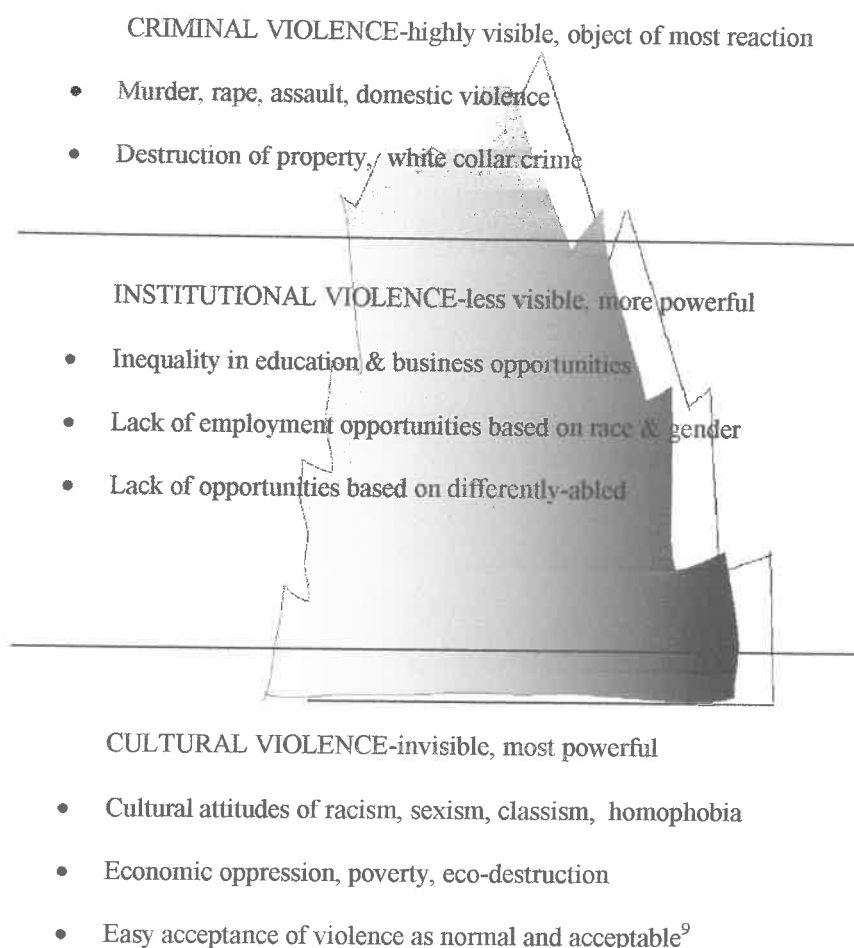 CRIMINAL VIOLENCE-highly visible, object of most reaction
• Murder, rape, assault, domestic violence
• Destruction of property, white collar crime
INSTITUTIONAL VIOLENCE-less visible, more powerful
• Inequality in education & business opportunities
• Lack of employment opportunities based on race & gender
• Lack of opportunities based on differently-abled
CULTURAL VIOLENCE-invisible, most powerful
• Cultural attitudes of racism, sexism, classism, homophobia
• Economic oppression, poverty, eco-destruction
• Easy acceptance of violence as normal and acceptable⁹